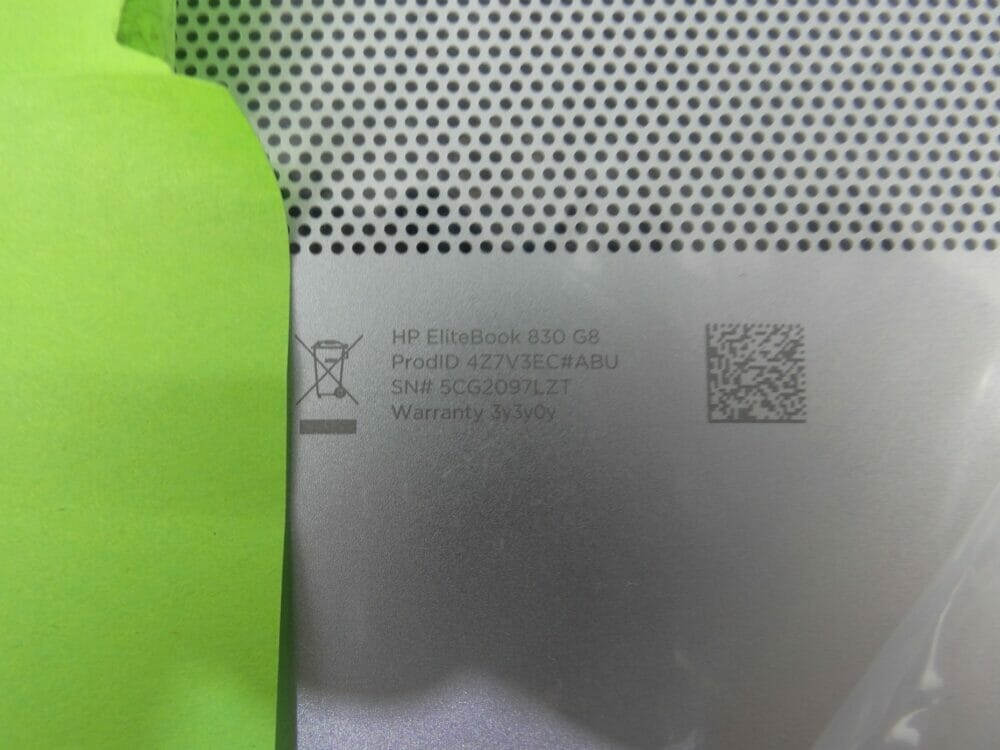 HP EliteBook 830 G8
ProdID 4Z7V3EC#ABU
SN# 5CG2097LZT
Warranty 3y3y0y